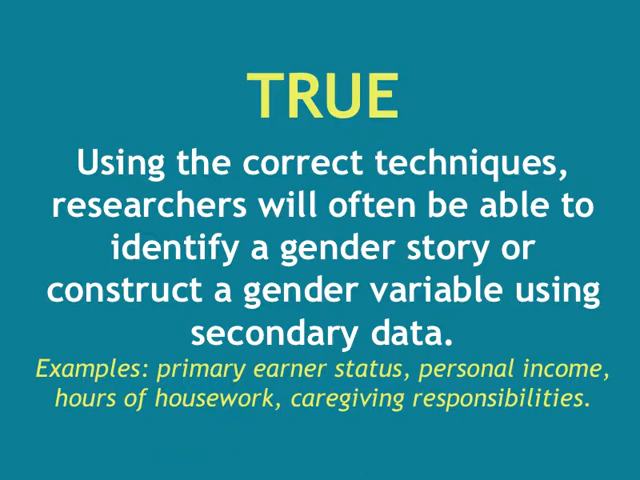 TRUE
Using the correct techniques,
researchers will often be able to
identify a gender story or
construct a gender variable using
secondary data.
Examples: primary earner status, personal income,
hours of housework, caregiving responsibilities.